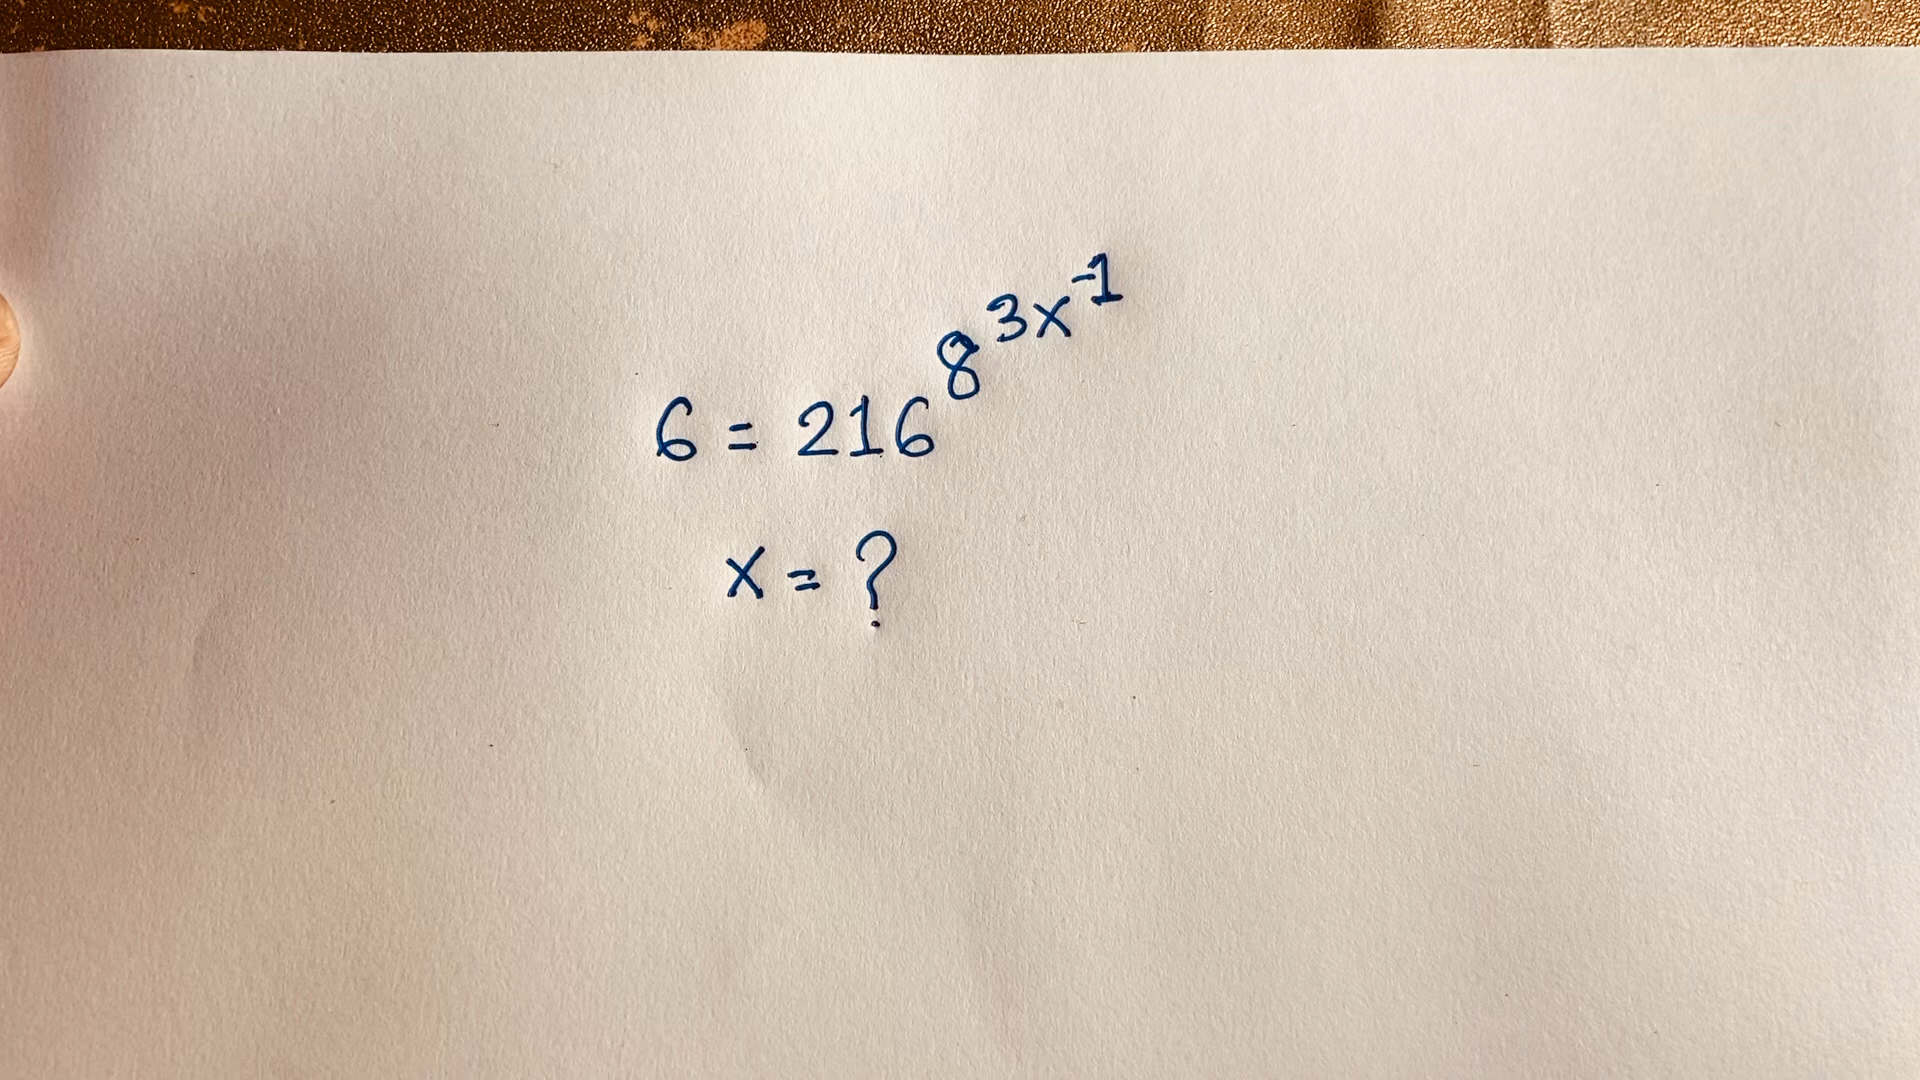 6 = 216^8^3x^-1
x = ?